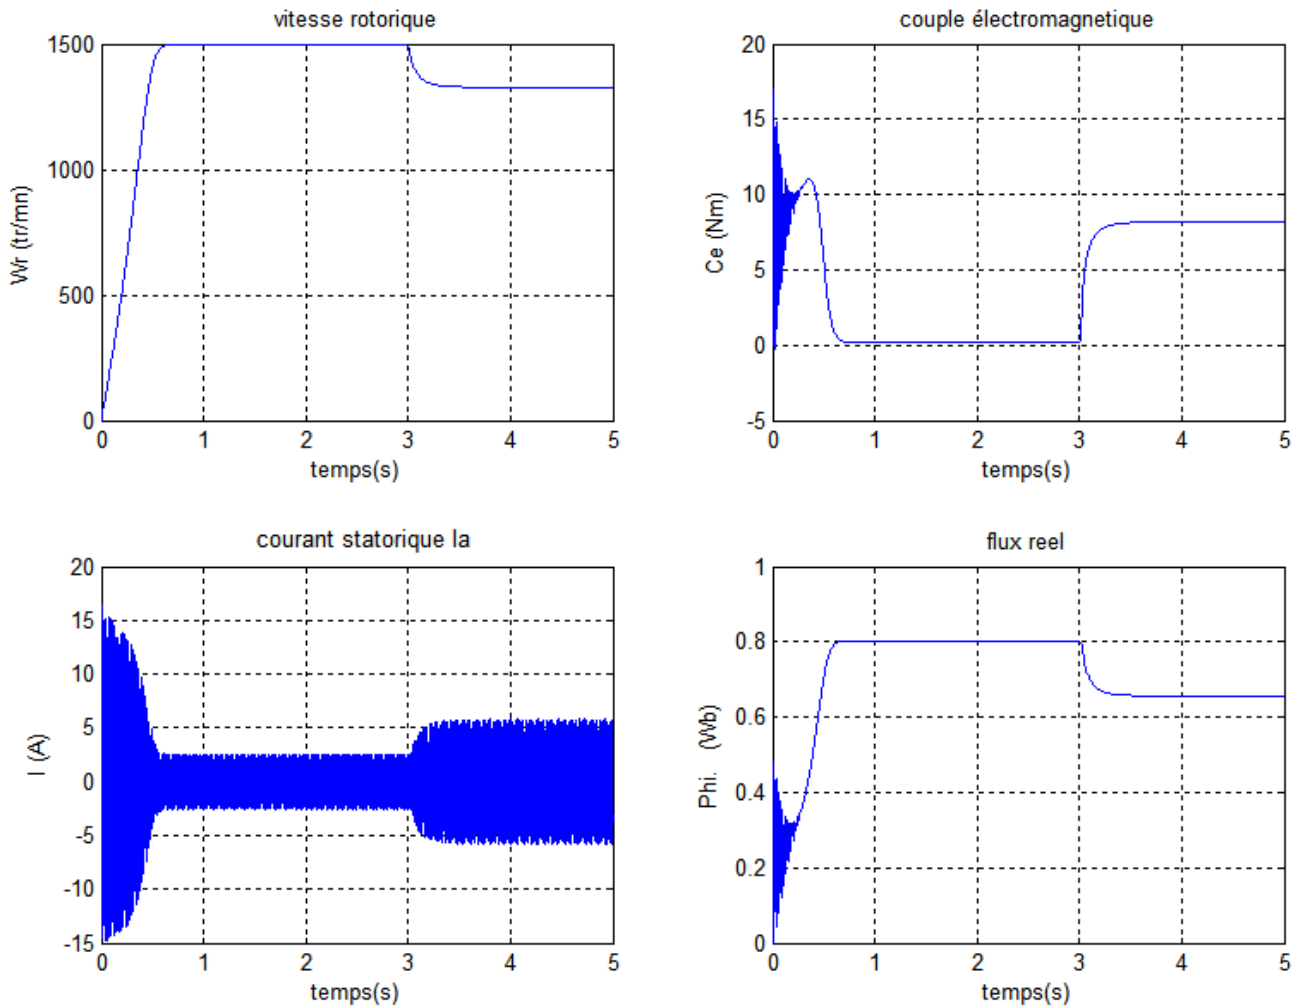 vitesse rotorique
couple électromagnetique
1500
1000
500
0
Wr (tr/mn)
0 1 2 3 4 5
temps(s)
20
15
10
5
0
-5
Ce (Nm)
0 1 2 3 4 5
temps(s)
courant statorique Ia
flux reel
20
15
10
5
0
-5
-10
-15
I (A)
0 1 2 3 4 5
temps(s)
1
0.8
0.6
0.4
0.2
0
Phi. (Wb)
0 1 2 3 4 5
temps(s)